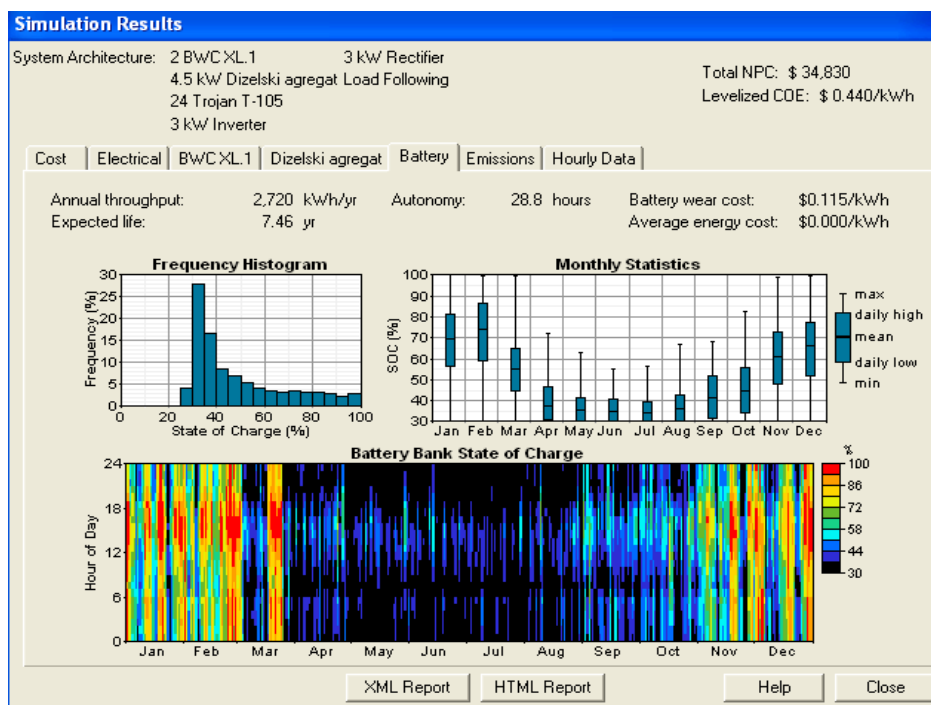 Simulation Results
System Architecture: 2 BWC XL.1 3 kW Rectifier
4.5 kW Dizelski agregat Load Following
24 Trojan T-105
3 kW Inverter
Total NPC: $ 34,830
Levelized COE: $ 0.440/kWh
Cost Electrical BWC XL.1 Dizelski agregat Battery Emissions Hourly Data
Annual throughput: 2,720 kWh/yr Autonomy: 28.8 hours Battery wear cost: $0.115/kWh
Expected life: 7.46 yr Average energy cost: $0.000/kWh
Frequency Histogram
Frequency (%)
30
25
20
15
10
5
0
0 20 40 60 80 100
State of Charge (%)
Monthly Statistics
SOC (%)
100
90
80
70
60
50
40
30
Jan Feb Mar Apr May Jun Jul Aug Sep Oct Nov Dec
max
daily high
mean
daily low
min
Battery Bank State of Charge
Hour of Day
24
18
12
6
0
Jan Feb Mar Apr May Jun Jul Aug Sep Oct Nov Dec
%
100
86
72
58
44
30
XML Report HTML Report Help Close